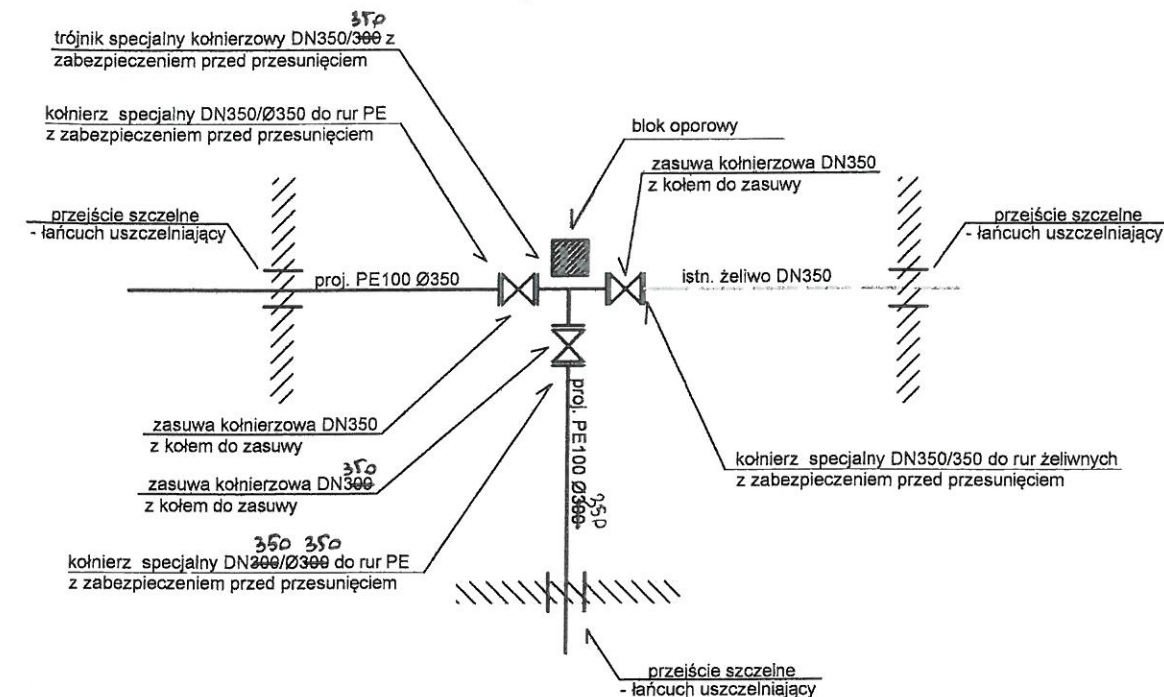 350
trójnik specjalny kołnierzowy DN350/300 z
zabezpieczeniem przed przesunięciem
kołnierz specjalny DN350/Ø350 do rur PE
z zabezpieczeniem przed przesunięciem
blok oporowy
zasuwa kołnierzowa DN350
z kołem do zasuwy
przejście szczelne
- łańcuch uszczelniający
przejście szczelne
- łańcuch uszczelniający
proj. PE100 Ø350
istn. żeliwo DN350
zasuwa kołnierzowa DN350
z kołem do zasuwy
350
zasuwa kołnierzowa DN300
z kołem do zasuwy
proj. PE100 Ø300
350
kołnierz specjalny DN350/350 do rur żeliwnych
z zabezpieczeniem przed przesunięciem
350 350
kołnierz specjalny DN300/Ø300 do rur PE
z zabezpieczeniem przed przesunięciem
przejście szczelne
- łańcuch uszczelniający